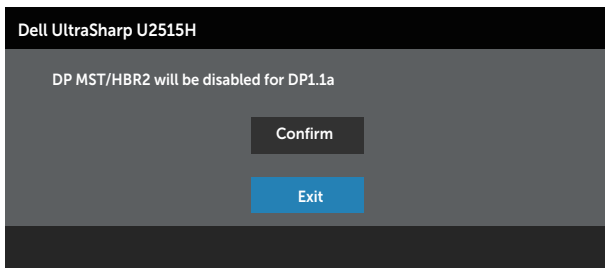 Dell UltraSharp U2515H
DP MST/HBR2 will be disabled for DP1.1a
Confirm
Exit